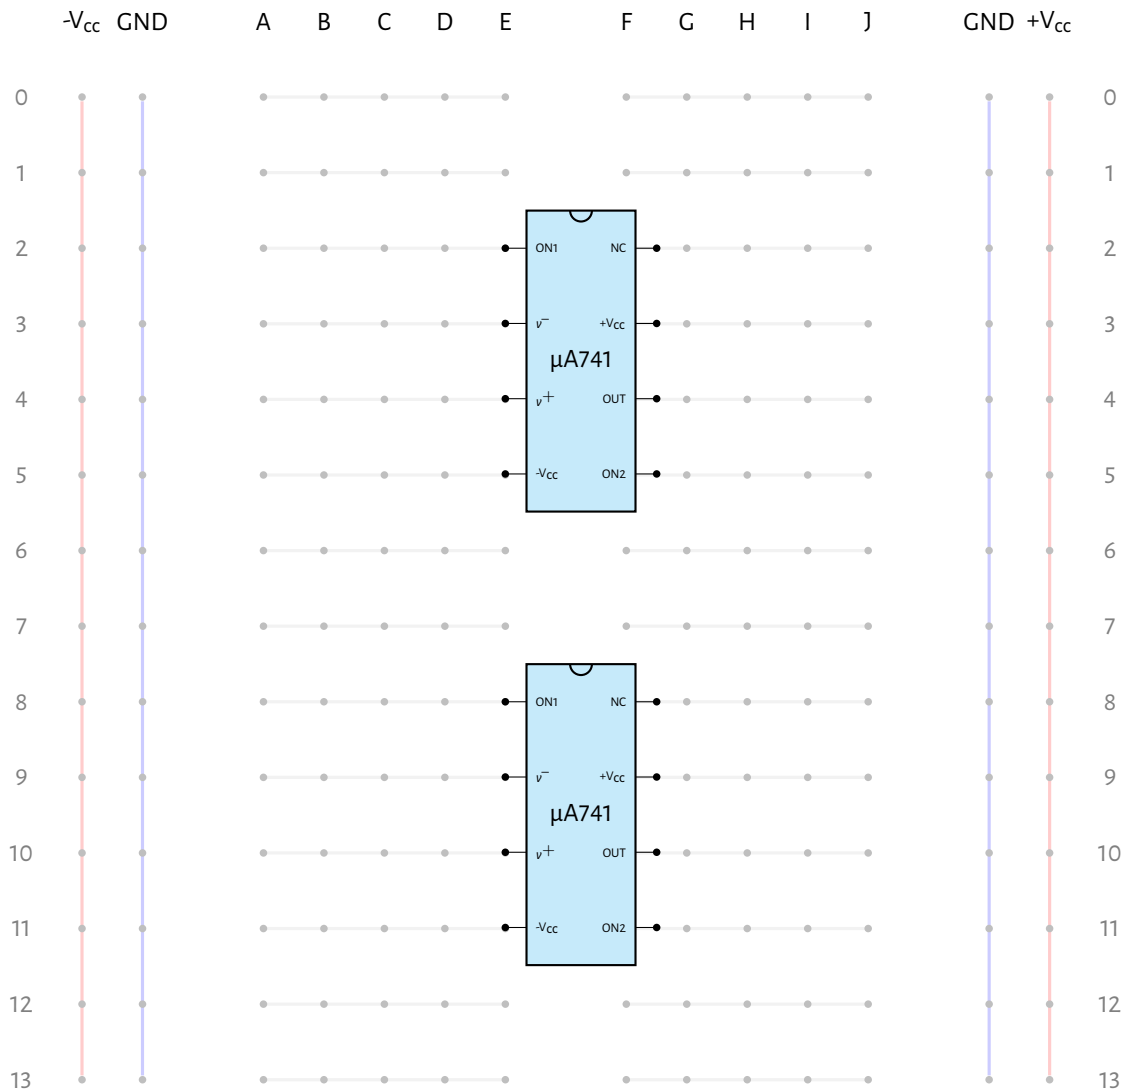 -Vcc GND A B C D E F G H I J GND +Vcc
0 0
1 1
2 ON1 NC 2
3 v− +Vcc 3
µA741
4 v+ OUT 4
5 -Vcc ON2 5
6 6
7 7
8 ON1 NC 8
9 v− +Vcc 9
µA741
10 v+ OUT 10
11 -Vcc ON2 11
12 12
13 13